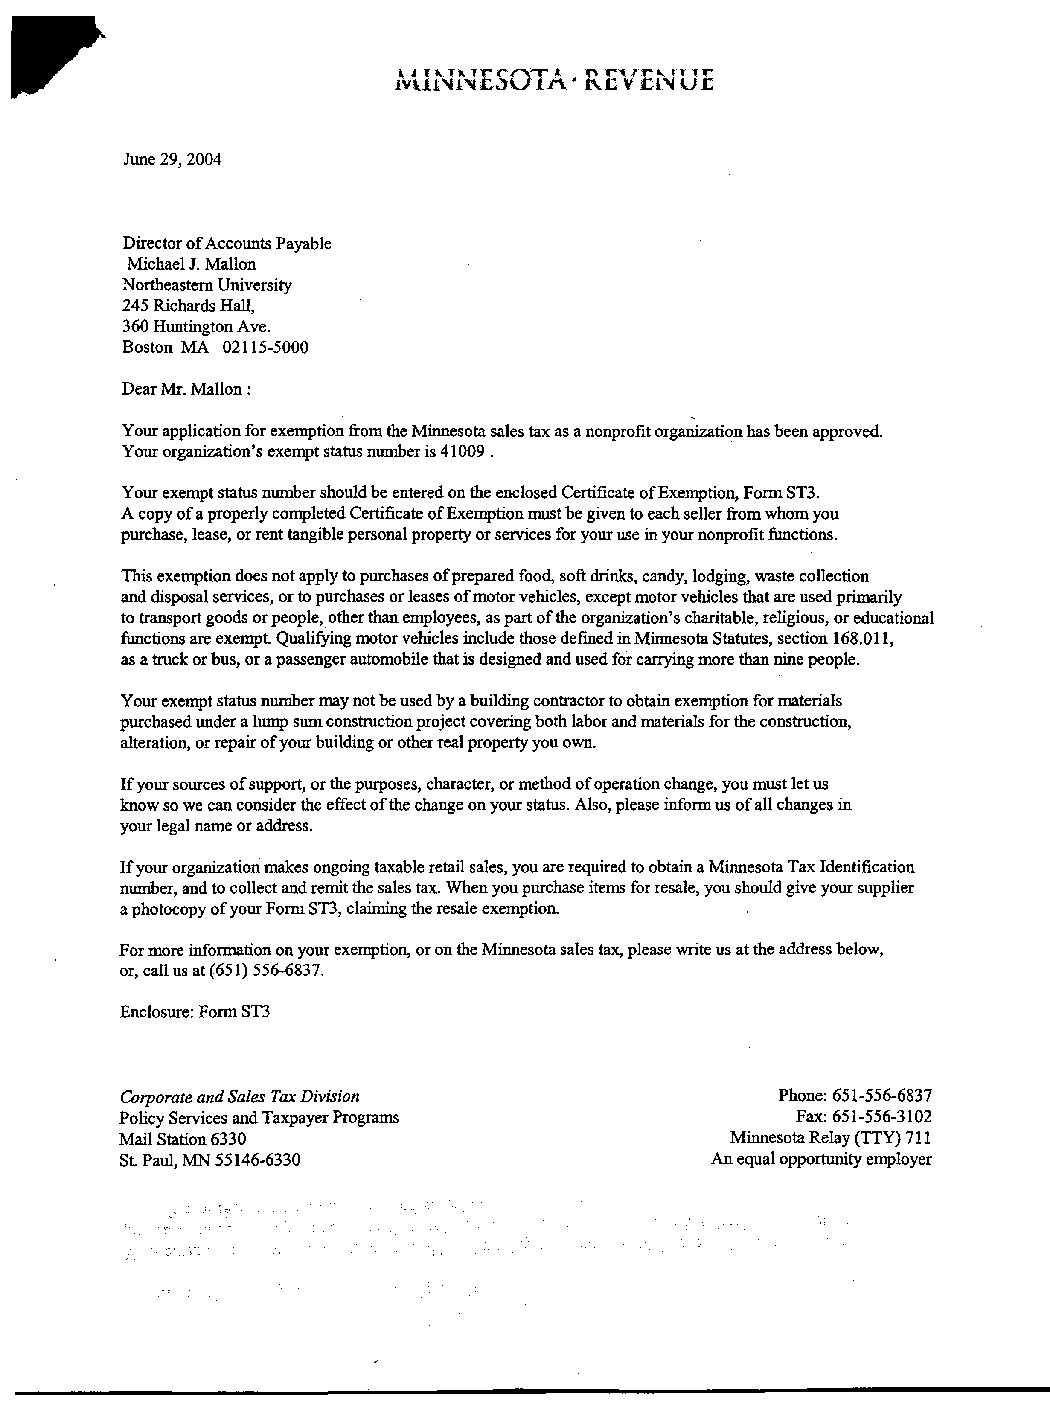 MINNESOTA · REVENUE
June 29, 2004
Director of Accounts Payable
Michael J. Mallon
Northeastern University
245 Richards Hall,
360 Huntington Ave.
Boston MA 02115-5000
Dear Mr. Mallon :
Your application for exemption from the Minnesota sales tax as a nonprofit organization has been approved.
Your organization's exempt status number is 41009 .
Your exempt status number should be entered on the enclosed Certificate of Exemption, Form ST3.
A copy of a properly completed Certificate of Exemption must be given to each seller from whom you
purchase, lease, or rent tangible personal property or services for your use in your nonprofit functions.
This exemption does not apply to purchases of prepared food, soft drinks, candy, lodging, waste collection
and disposal services, or to purchases or leases of motor vehicles, except motor vehicles that are used primarily
to transport goods or people, other than employees, as part of the organization's charitable, religious, or educational
functions are exempt. Qualifying motor vehicles include those defined in Minnesota Statutes, section 168.011,
as a truck or bus, or a passenger automobile that is designed and used for carrying more than nine people.
Your exempt status number may not be used by a building contractor to obtain exemption for materials
purchased under a lump sum construction project covering both labor and materials for the construction,
alteration, or repair of your building or other real property you own.
If your sources of support, or the purposes, character, or method of operation change, you must let us
know so we can consider the effect of the change on your status. Also, please inform us of all changes in
your legal name or address.
If your organization makes ongoing taxable retail sales, you are required to obtain a Minnesota Tax Identification
number, and to collect and remit the sales tax. When you purchase items for resale, you should give your supplier
a photocopy of your Form ST3, claiming the resale exemption.
For more information on your exemption, or on the Minnesota sales tax, please write us at the address below,
or, call us at (651) 556-6837.
Enclosure: Form ST3
Corporate and Sales Tax Division
Policy Services and Taxpayer Programs
Mail Station 6330
St. Paul, MN 55146-6330
Phone: 651-556-6837
Fax: 651-556-3102
Minnesota Relay (TTY) 711
An equal opportunity employer